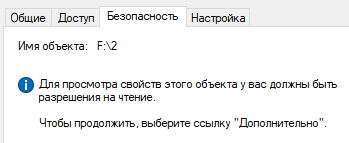 Общие Доступ Безопасность Настройка
Имя объекта: F:\2
Для просмотра свойств этого объекта у вас должны быть
разрешения на чтение.
Чтобы продолжить, выберите ссылку "Дополнительно".